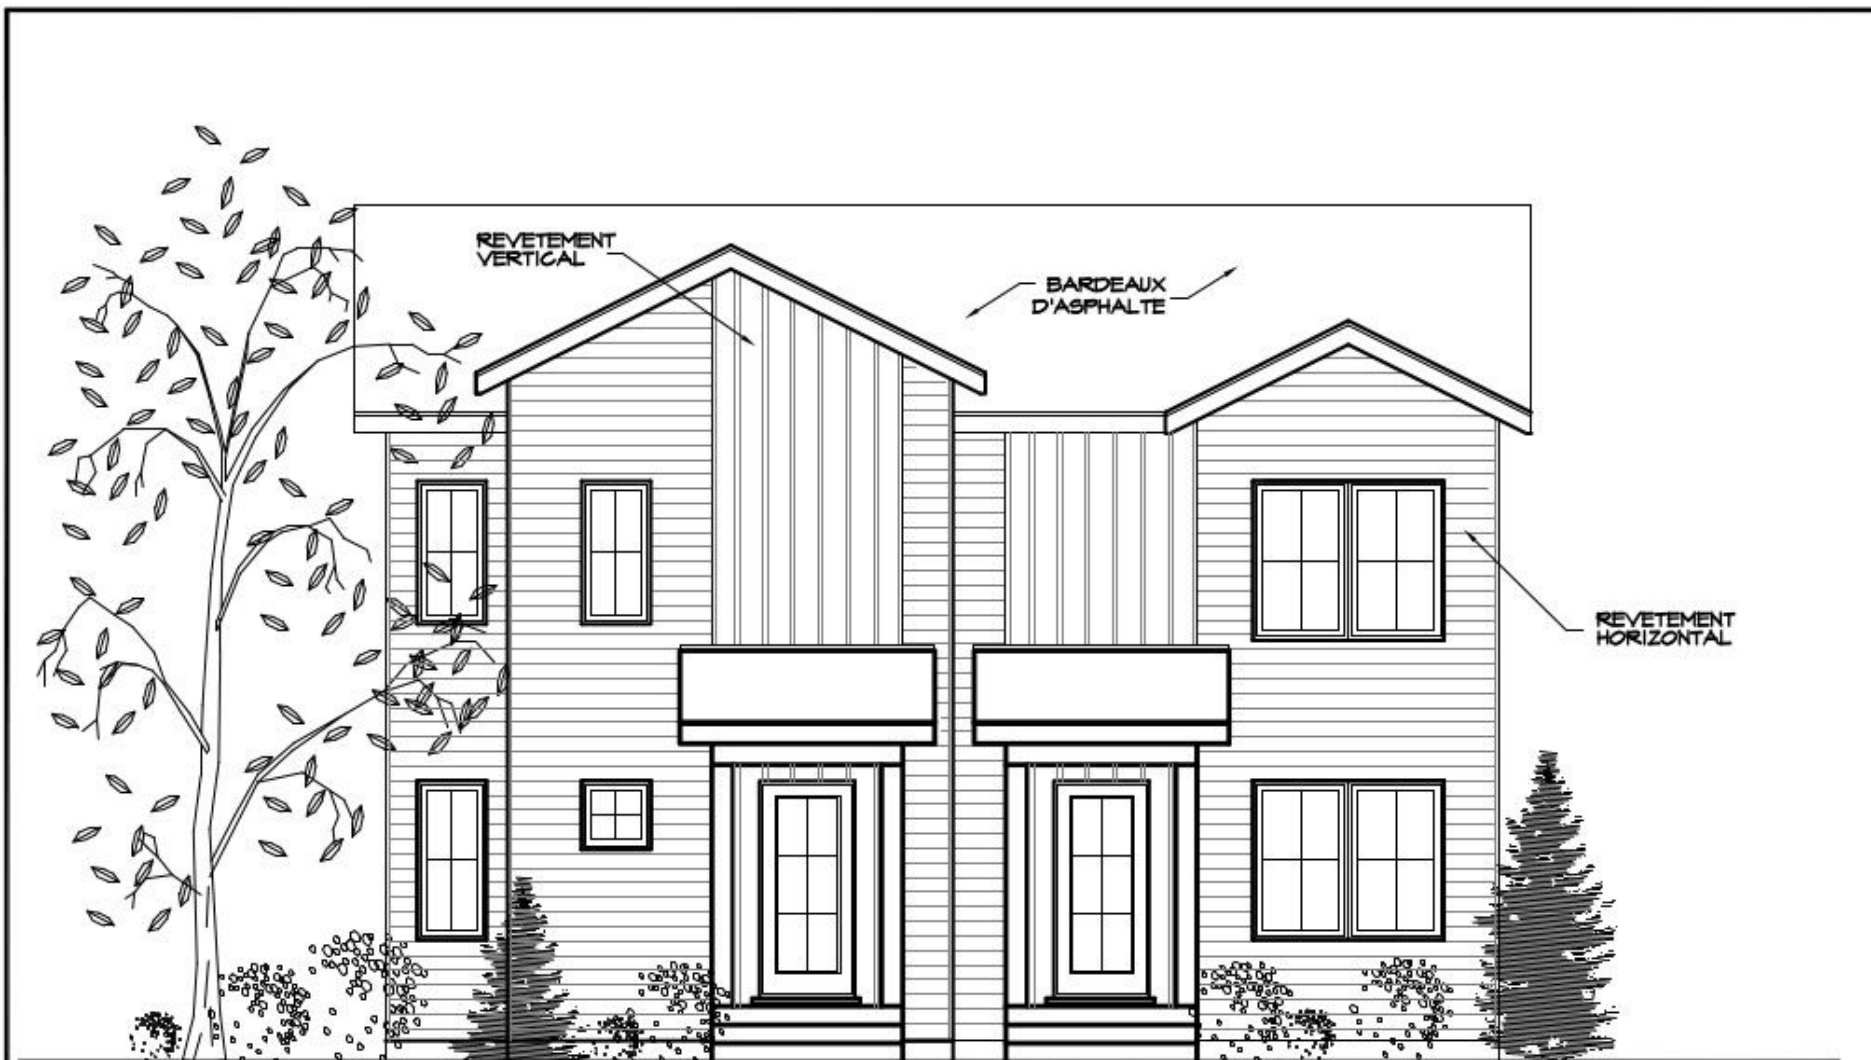 REVETEMENT
VERTICAL
BARDEAUX
D'ASPHALTE
REVETEMENT
HORIZONTAL